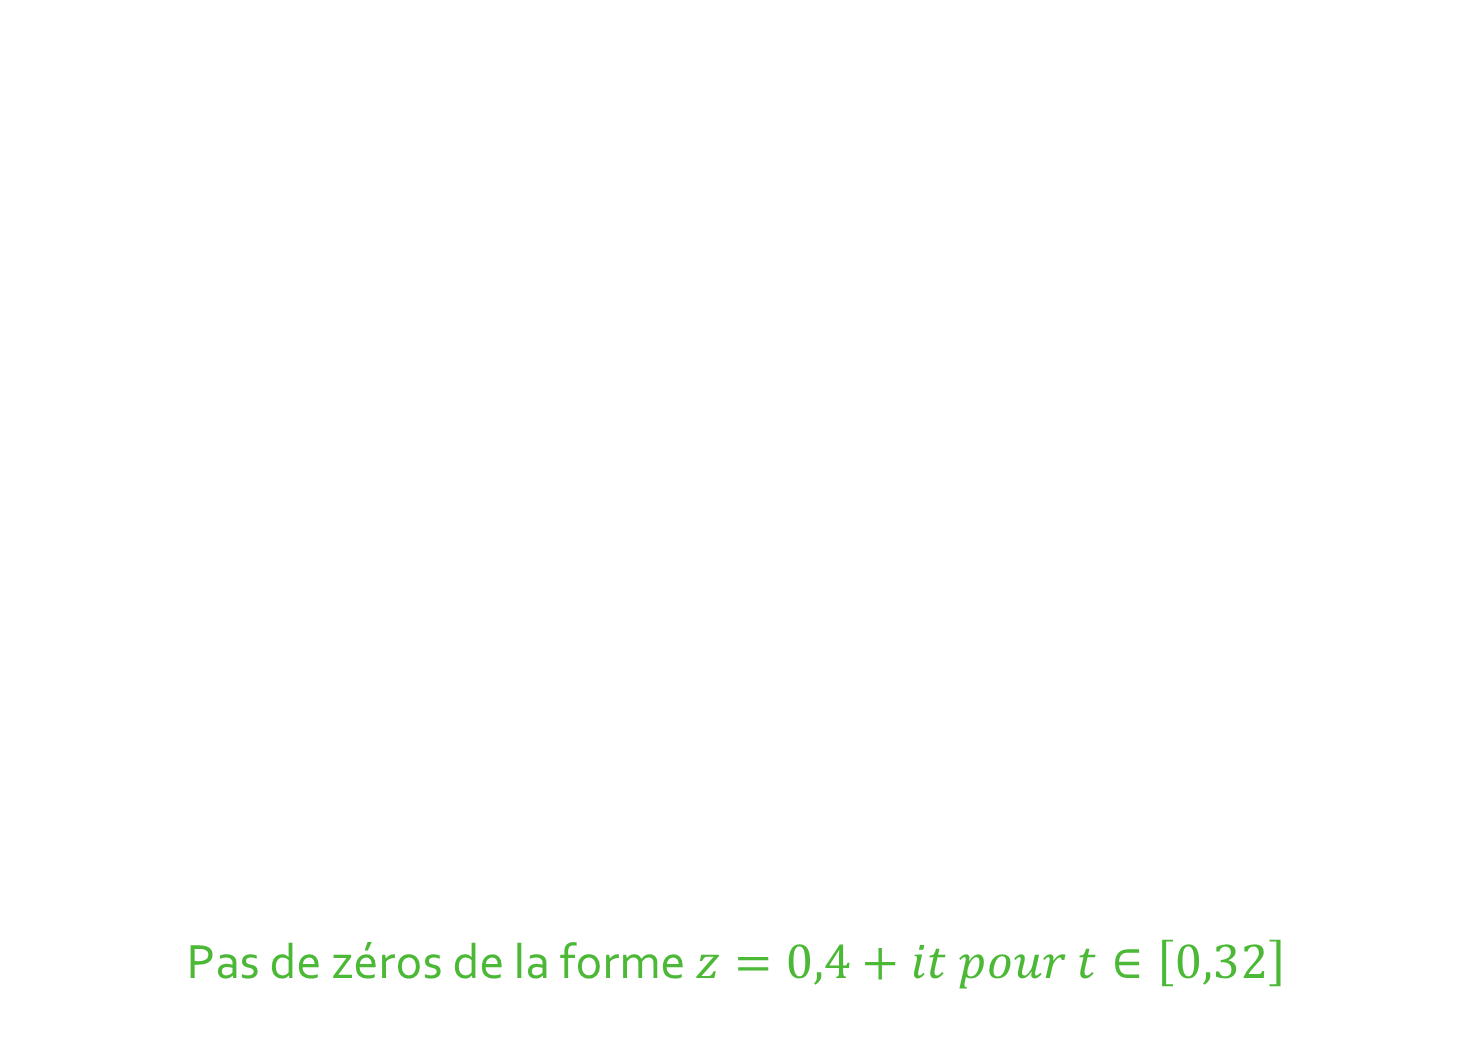 Pas de zéros de la forme z = 0,4 + it pour t ∈ [0,32]